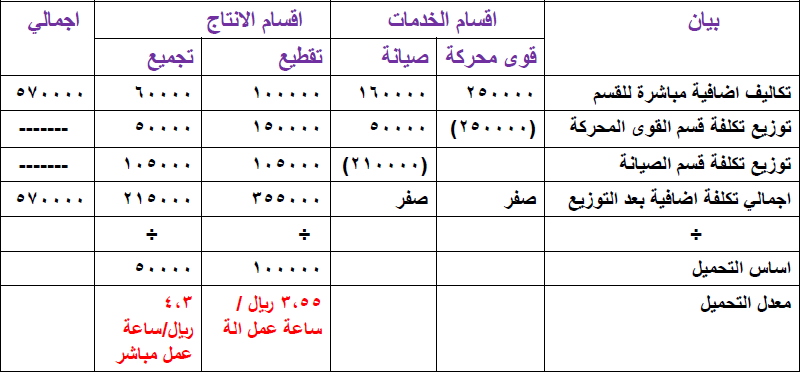 بيان اقسام الخدمات اقسام الانتاج اجمالي
قوى محركة صيانة تقطيع تجميع
تكاليف اضافية مباشرة للقسم ٢٥٠٠٠٠ ١٦٠٠٠٠ ١٠٠٠٠٠ ٦٠٠٠٠ ٥٧٠٠٠٠
توزيع تكلفة قسم القوى المحركة (٢٥٠٠٠٠) ٥٠٠٠٠ ١٥٠٠٠٠ ٥٠٠٠٠ -------
توزيع تكلفة قسم الصيانة (٢١٠٠٠٠) ١٠٥٠٠٠ ١٠٥٠٠٠ -------
اجمالي تكلفة اضافية بعد التوزيع صفر صفر ٣٥٥٠٠٠ ٢١٥٠٠٠ ٥٧٠٠٠٠
÷ ÷ ÷
اساس التحميل ١٠٠٠٠٠ ٥٠٠٠٠
معدل التحميل ٣،٥٥ ريال / ٤،٣
ساعة عمل الة ريال/ساعة
عمل مباشر